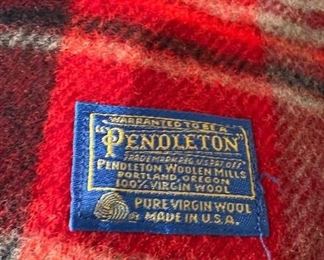 WARRANTED TO BE A
"PENDLETON"
TRADEMARK REG. U.S. PAT. OFF.
PENDLETON WOOLEN MILLS
PORTLAND, OREGON
100% VIRGIN WOOL
PURE VIRGIN WOOL
MADE IN U.S.A.